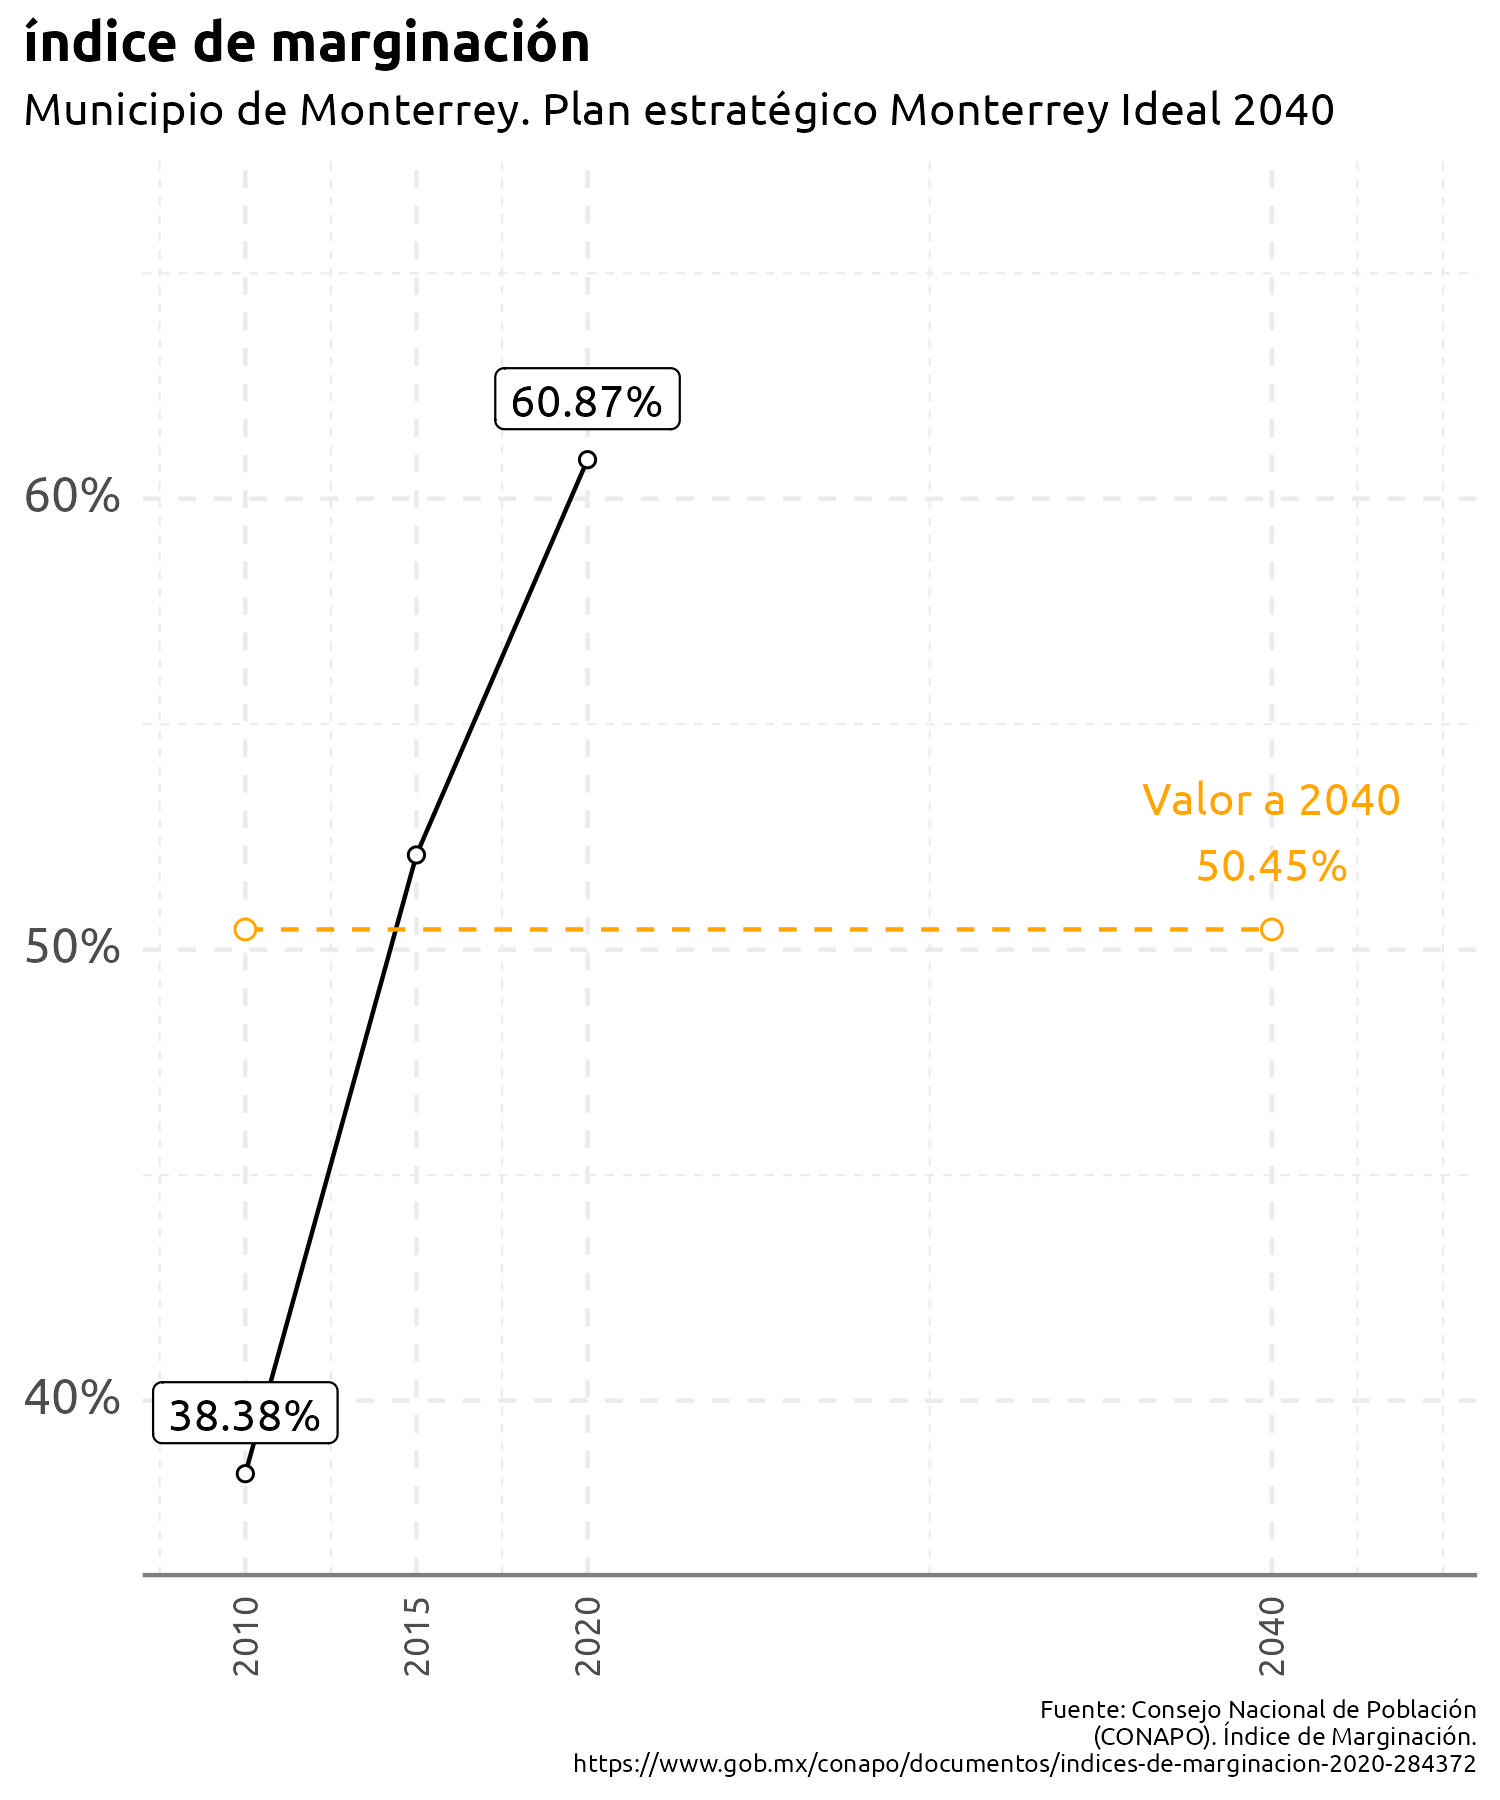 índice de marginación
Municipio de Monterrey. Plan estratégico Monterrey Ideal 2040
60.87%
60%
Valor a 2040
50.45%
50%
40%
38.38%
2010
2015
2020
2040
Fuente: Consejo Nacional de Población
(CONAPO). Índice de Marginación.
https://www.gob.mx/conapo/documentos/indices-de-marginacion-2020-284372